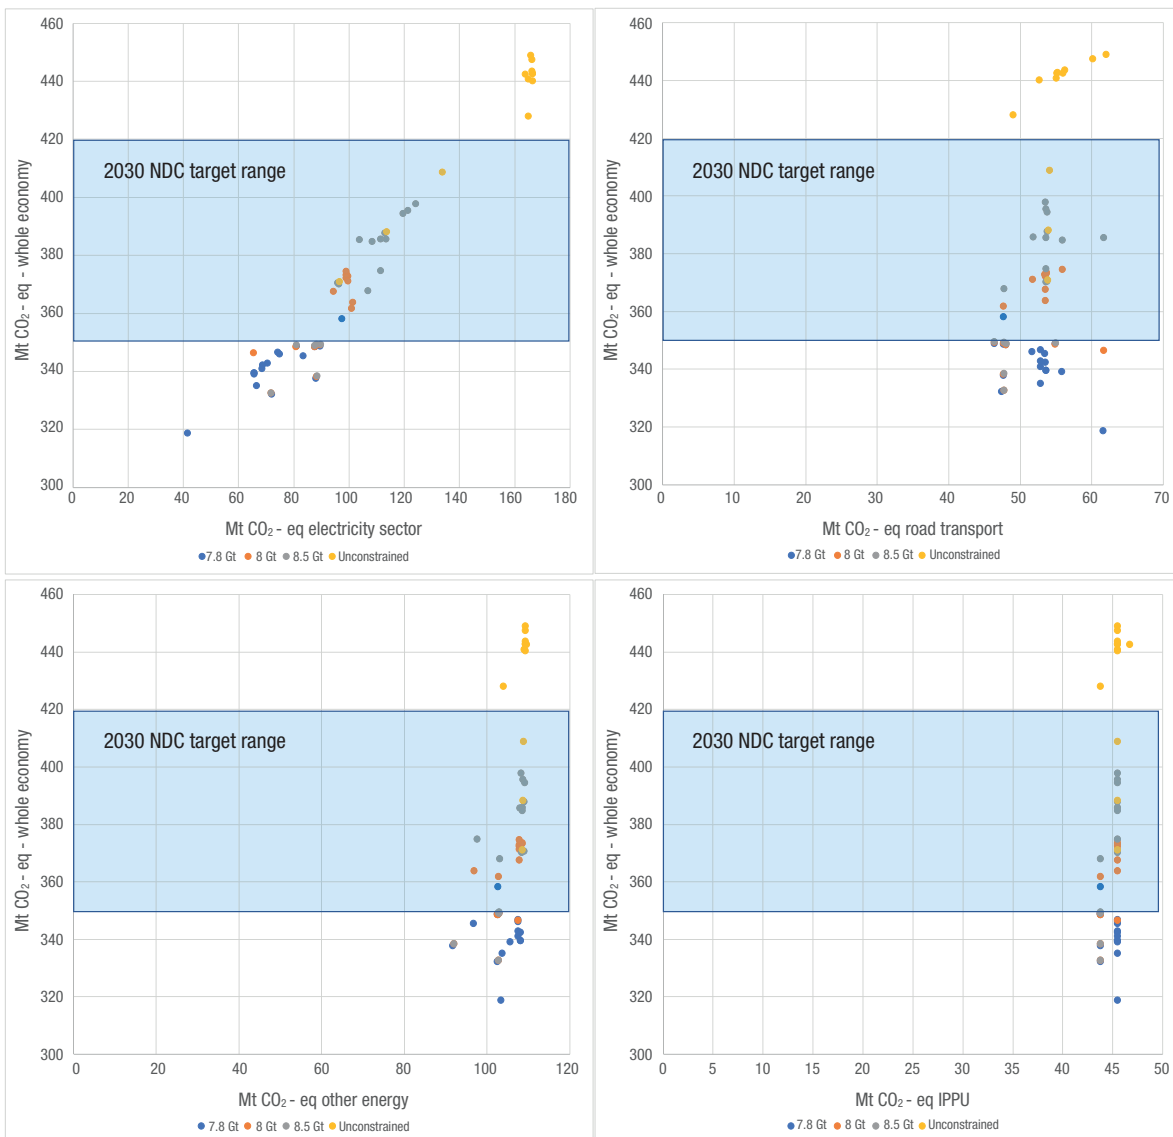 460
440
420
400
380
360
340
320
300
Mt CO₂ - eq - whole economy
2030 NDC target range
0 20 40 60 80 100 120 140 160 180
Mt CO₂ - eq electricity sector
7.8 Gt 8 Gt 8.5 Gt Unconstrained
460
440
420
400
380
360
340
320
300
Mt CO₂ - eq - whole economy
2030 NDC target range
0 10 20 30 40 50 60 70
Mt CO₂ - eq road transport
7.8 Gt 8 Gt 8.5 Gt Unconstrained
460
440
420
400
380
360
340
320
300
Mt CO₂ - eq - whole economy
2030 NDC target range
0 20 40 60 80 100 120
Mt CO₂ - eq other energy
7.8 Gt 8 Gt 8.5 Gt Unconstrained
460
440
420
400
380
360
340
320
300
Mt CO₂ - eq - whole economy
2030 NDC target range
0 5 10 15 20 25 30 35 40 45 50
Mt CO₂ - eq IPPU
7.8 Gt 8 Gt 8.5 Gt Unconstrained